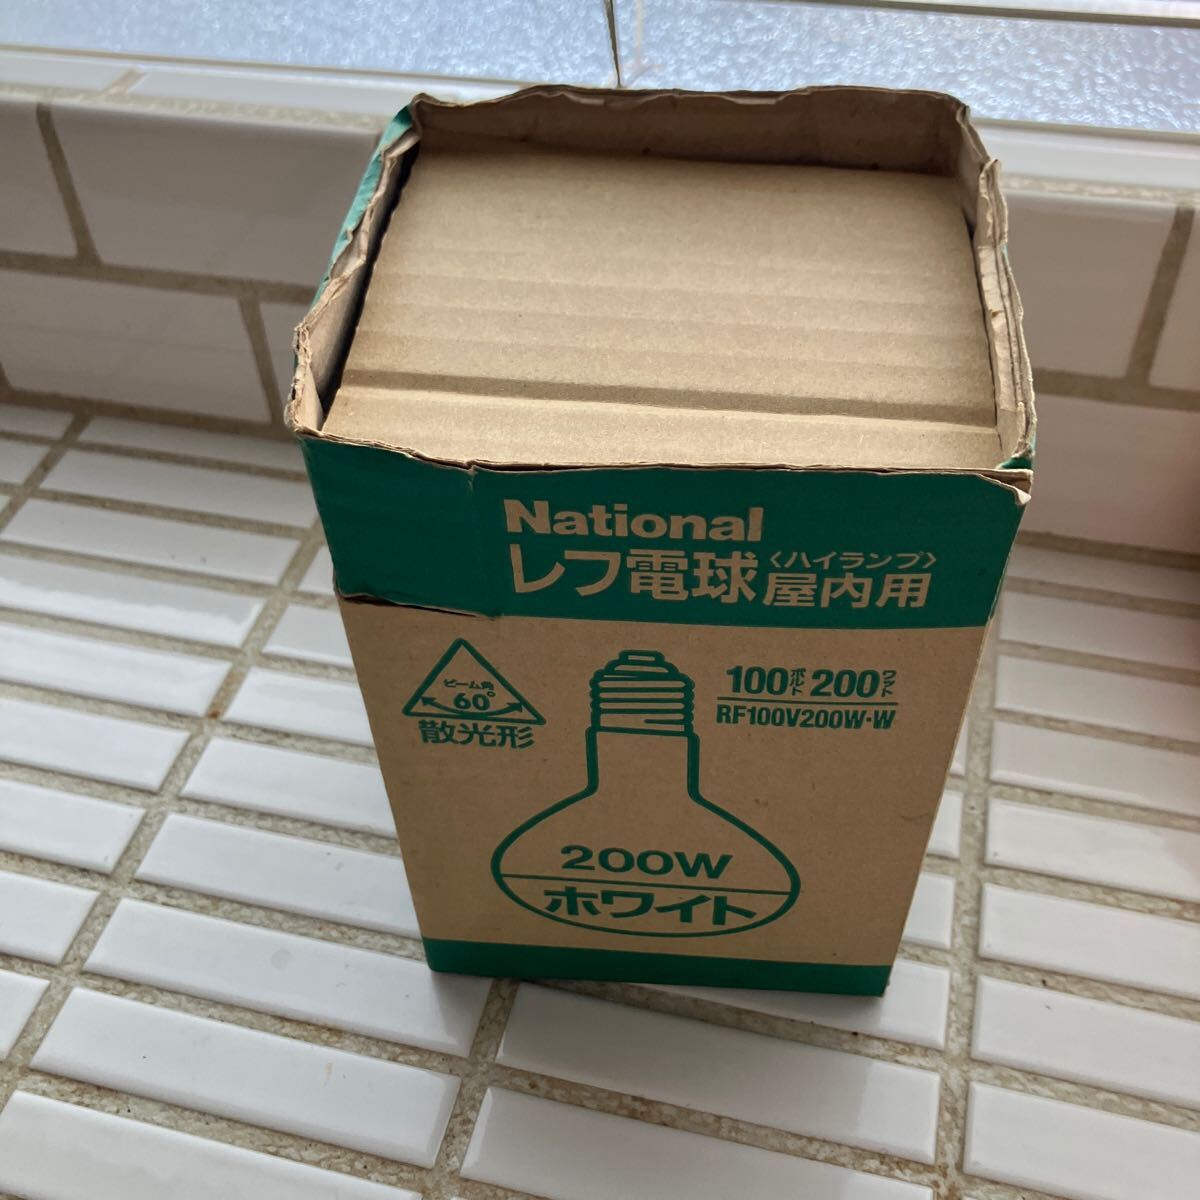 National
レフ電球 〈ハイランプ〉 屋内用
ビーム角
60°
散光形
100ボルト 200ワット
RF100V200W·W
200W
ホワイト